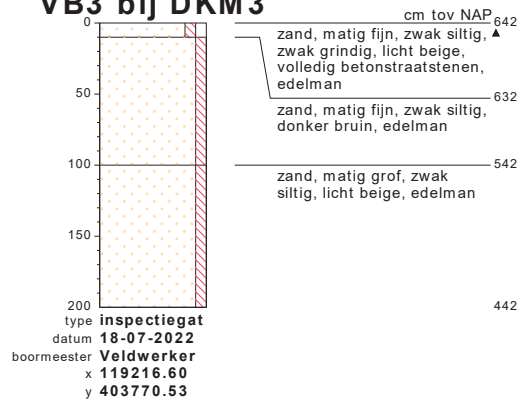 VB3 bij DKM3
cm tov NAP
0
642
zand, matig fijn, zwak siltig,
zwak grindig, licht beige,
volledig betonstraatstenen,
edelman
50
632
zand, matig fijn, zwak siltig,
donker bruin, edelman
100
542
zand, matig grof, zwak
siltig, licht beige, edelman
150
200
442
type inspectiegat
datum 18-07-2022
boormeester Veldwerker
x 119216.60
y 403770.53